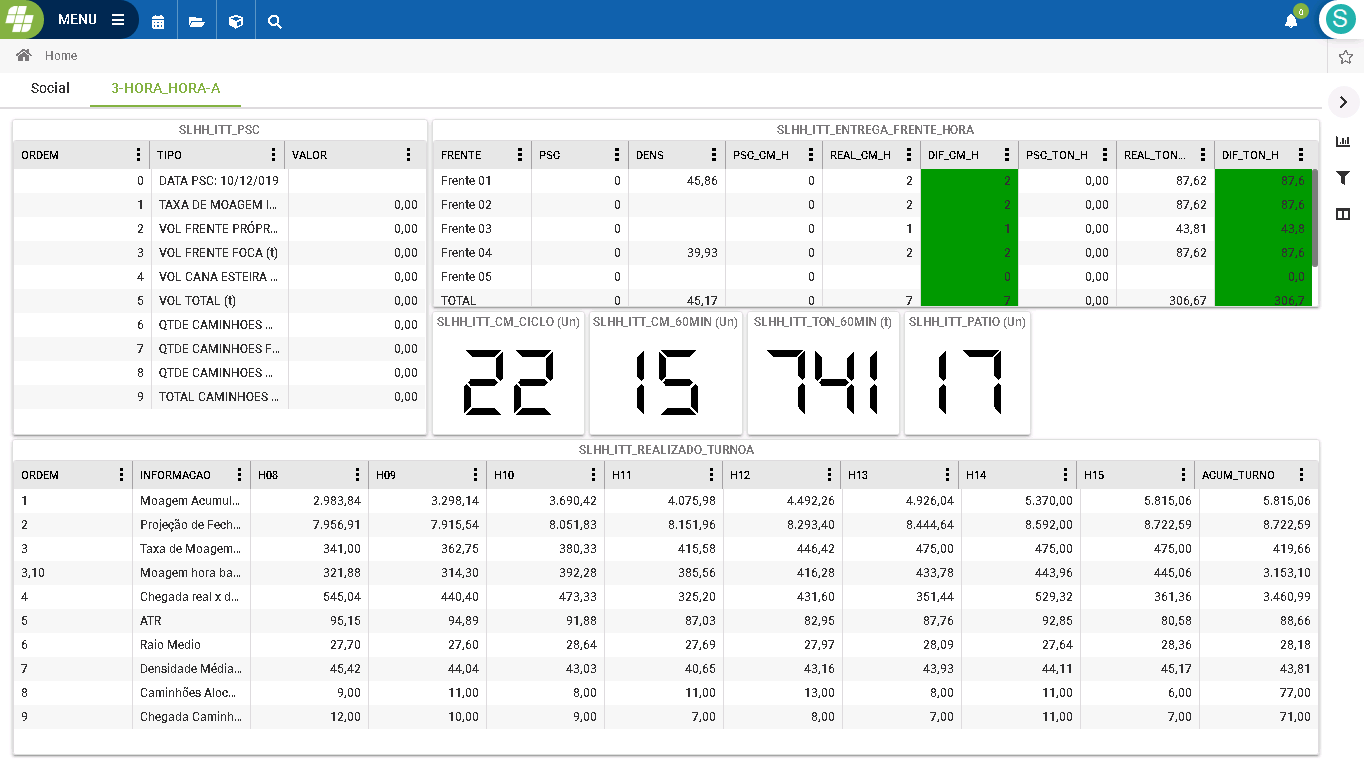 MENU
0
S
Home
Social 3-HORA_HORA-A
SLHH_ITT_PSC
ORDEM TIPO VALOR
0 DATA PSC: 10/12/019
1 TAXA DE MOAGEM I... 0,00
2 VOL FRENTE PRÓPR... 0,00
3 VOL FRENTE FOCA (t) 0,00
4 VOL CANA ESTEIRA ... 0,00
5 VOL TOTAL (t) 0,00
6 QTDE CAMINHOES ... 0,00
7 QTDE CAMINHOES F... 0,00
8 QTDE CAMINHOES ... 0,00
9 TOTAL CAMINHOES ... 0,00
SLHH_ITT_ENTREGA_FRENTE_HORA
FRENTE PSC DENS PSC_CM_H REAL_CM_H DIF_CM_H PSC_TON_H REAL_TON... DIF_TON_H
Frente 01 0 45,86 0 2 2 0,00 87,62 87,6
Frente 02 0 0 2 2 0,00 87,62 87,6
Frente 03 0 0 1 1 0,00 43,81 43,8
Frente 04 0 39,93 0 2 2 0,00 87,62 87,6
Frente 05 0 0 0 0,00 0,0
TOTAL 0 45,17 0 7 7 0,00 306,67 306,7
SLHH_ITT_CM_CICLO (Un) SLHH_ITT_CM_60MIN (Un) SLHH_ITT_TON_60MIN (t) SLHH_ITT_PATIO (Un)
22 15 741 17
SLHH_ITT_REALIZADO_TURNOA
ORDEM INFORMACAO H08 H09 H10 H11 H12 H13 H14 H15 ACUM_TURNO
1 Moagem Acumul... 2.983,84 3.298,14 3.690,42 4.075,98 4.492,26 4.926,04 5.370,00 5.815,06 5.815,06
2 Projeção de Fech... 7.956,91 7.915,54 8.051,83 8.151,96 8.293,40 8.444,64 8.592,00 8.722,59 8.722,59
3 Taxa de Moagem... 341,00 362,75 380,33 415,58 446,42 475,00 475,00 475,00 419,66
3,10 Moagem hora ba... 321,88 314,30 392,28 385,56 416,28 433,78 443,96 445,06 3.153,10
4 Chegada real x d... 545,04 440,40 473,33 325,20 431,60 351,44 529,32 361,36 3.460,99
5 ATR 95,15 94,89 91,88 87,03 82,95 87,76 92,85 80,58 88,66
6 Raio Medio 27,70 27,60 28,64 27,69 27,97 28,09 27,64 28,36 28,18
7 Densidade Média... 45,42 44,04 43,03 40,65 43,16 43,93 44,11 45,17 43,81
8 Caminhões Aloc... 9,00 11,00 8,00 11,00 13,00 8,00 11,00 6,00 77,00
9 Chegada Caminh... 12,00 10,00 9,00 7,00 8,00 7,00 11,00 7,00 71,00